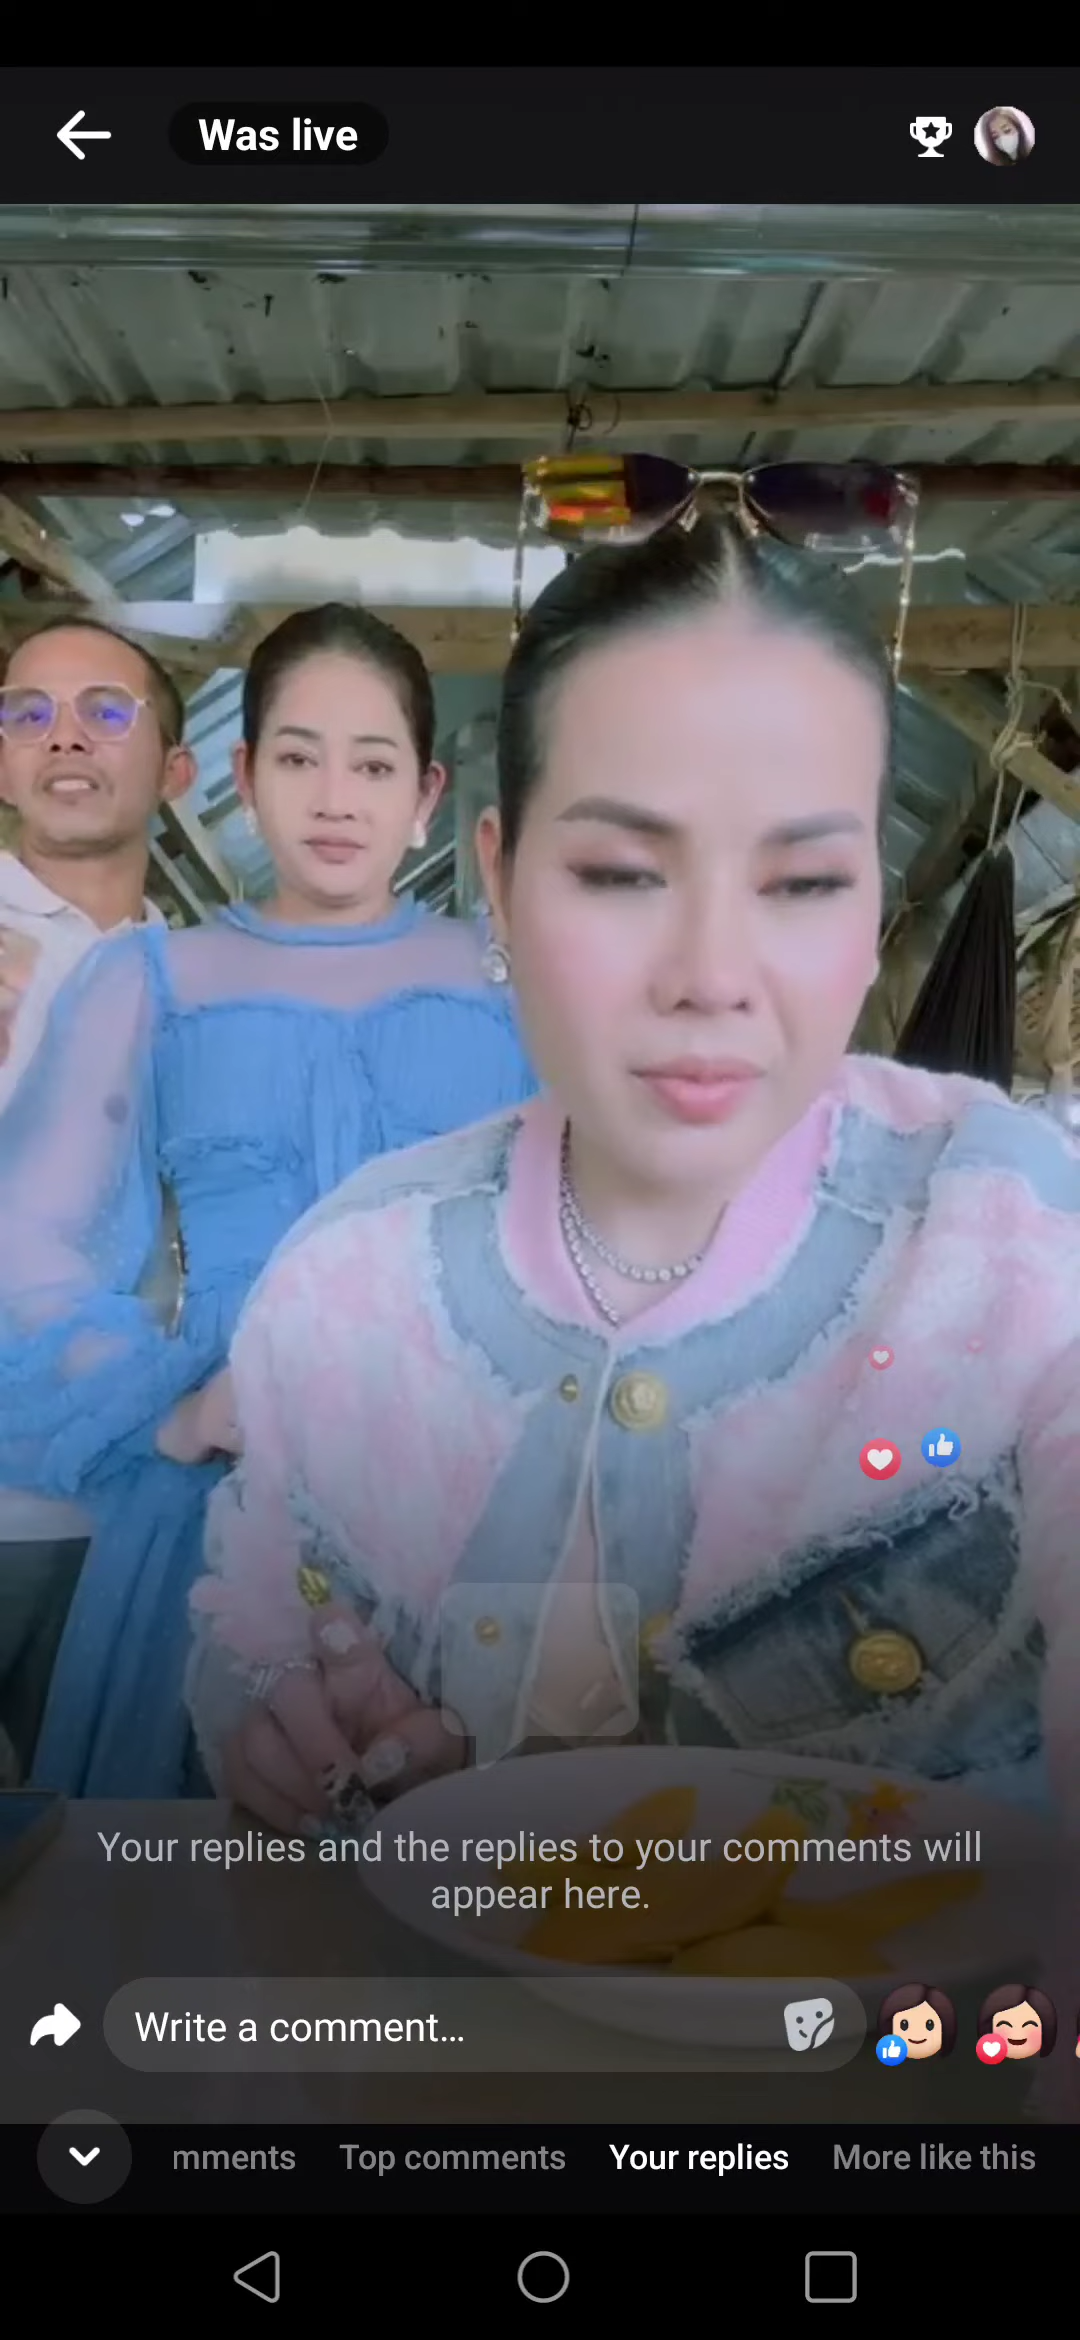 Was live
Your replies and the replies to your comments will
appear here.
Write a comment...
mments
Top comments
Your replies
More like this